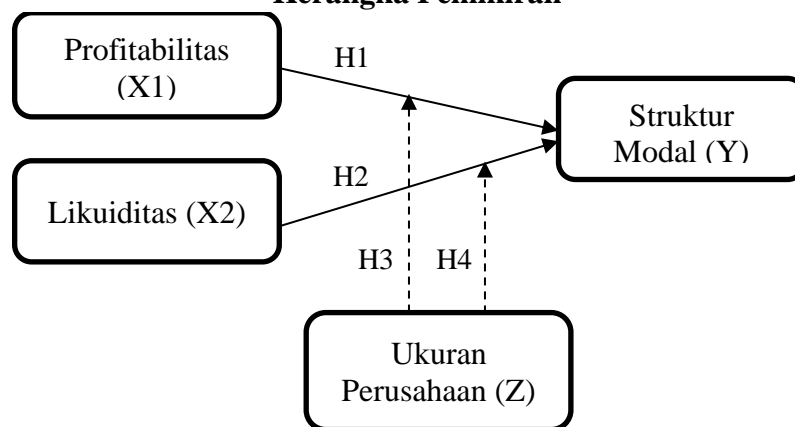 Kerangka Pemikiran
Profitabilitas
(X1)
H1
Struktur
Modal (Y)
H2
Likuiditas (X2)
H3
H4
Ukuran
Perusahaan (Z)